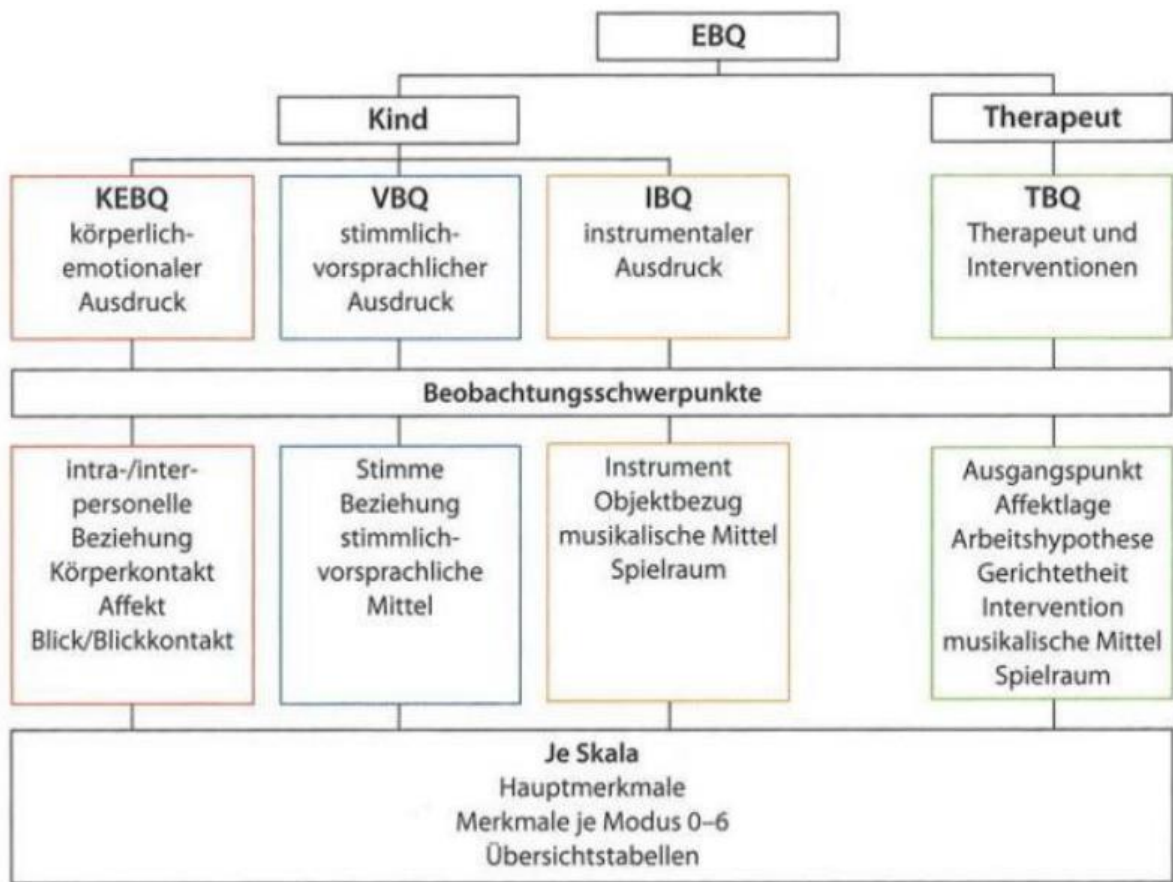 EBQ
Kind
Therapeut
KEBQ
körperlich-
emotionaler
Ausdruck
VBQ
stimmlich-
vorsprachlicher
Ausdruck
IBQ
instrumentaler
Ausdruck
TBQ
Therapeut und
Interventionen
Beobachtungsschwerpunkte
intra-/inter-
personelle
Beziehung
Körperkontakt
Affekt
Blick/Blickkontakt
Stimme
Beziehung
stimmlich-
vorsprachliche
Mittel
Instrument
Objektbezug
musikalische Mittel
Spielraum
Ausgangspunkt
Affektlage
Arbeitshypothese
Gerichtetheit
Intervention
musikalische Mittel
Spielraum
Je Skala
Hauptmerkmale
Merkmale je Modus 0–6
Übersichtstabellen